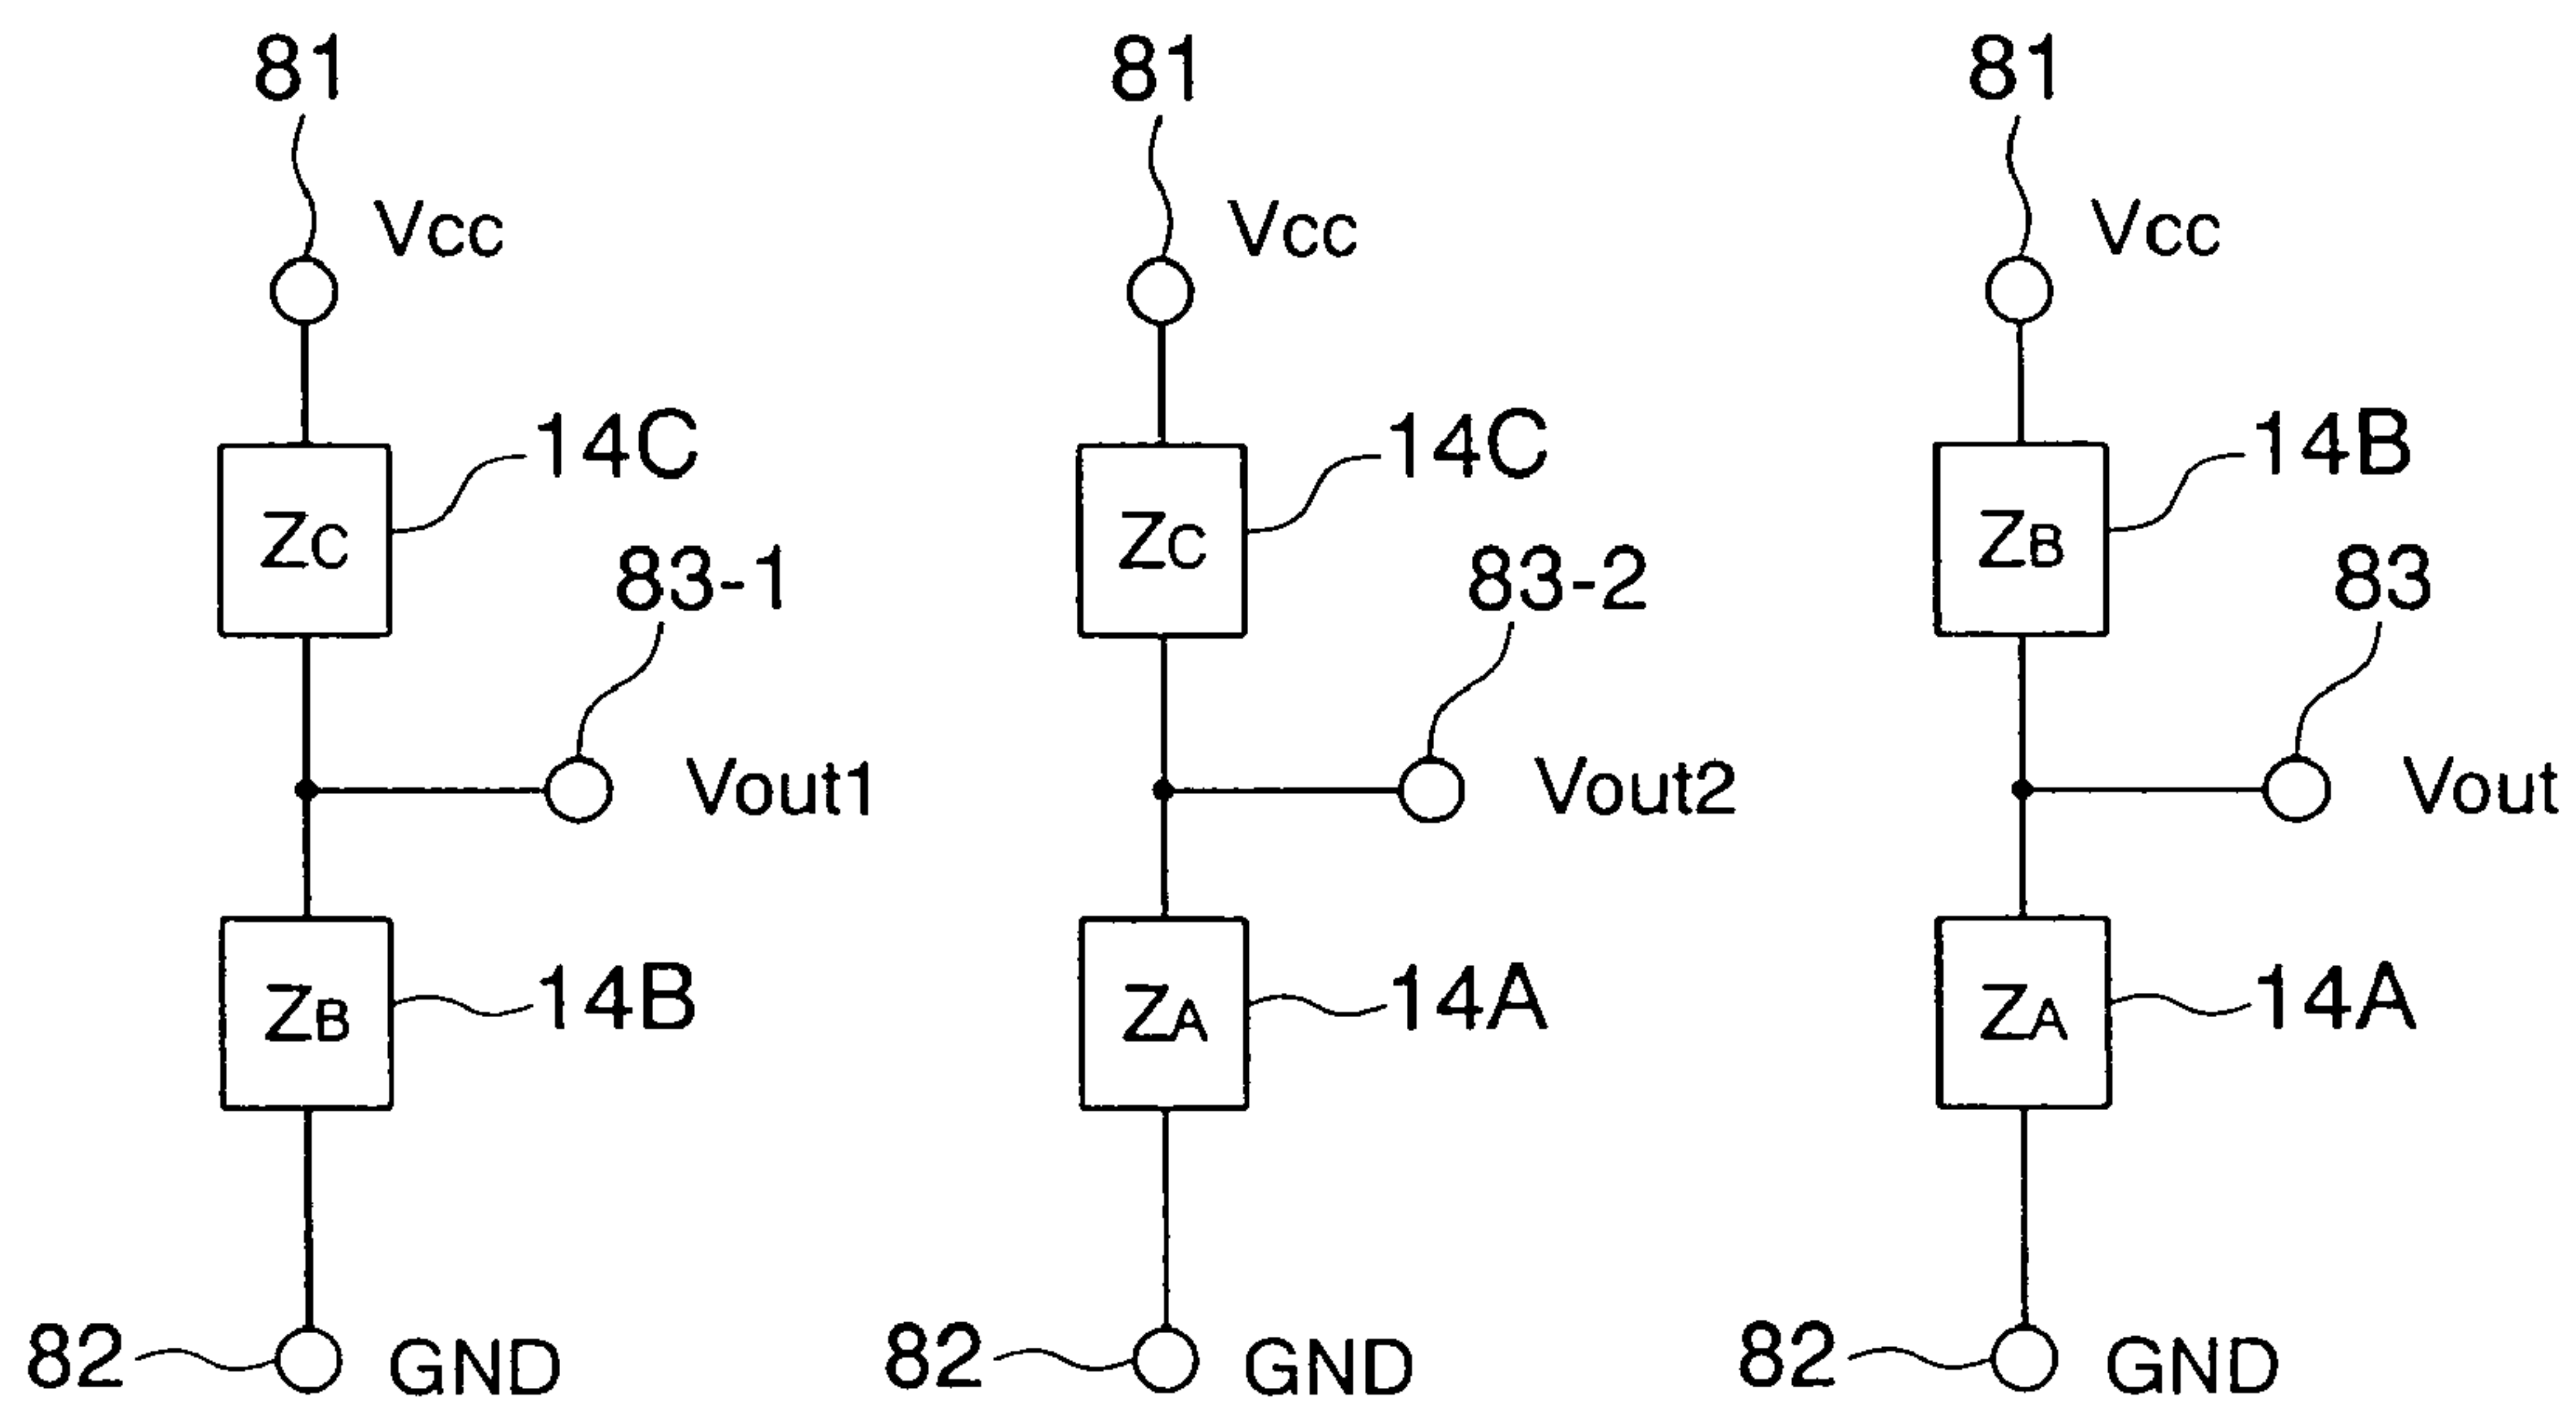 81 81 81
Vcc Vcc Vcc
14C 14C 14B
ZC ZC ZB
83-1 83-2 83
Vout1 Vout2 Vout
ZB 14B ZA 14A ZA 14A
82 GND 82 GND 82 GND